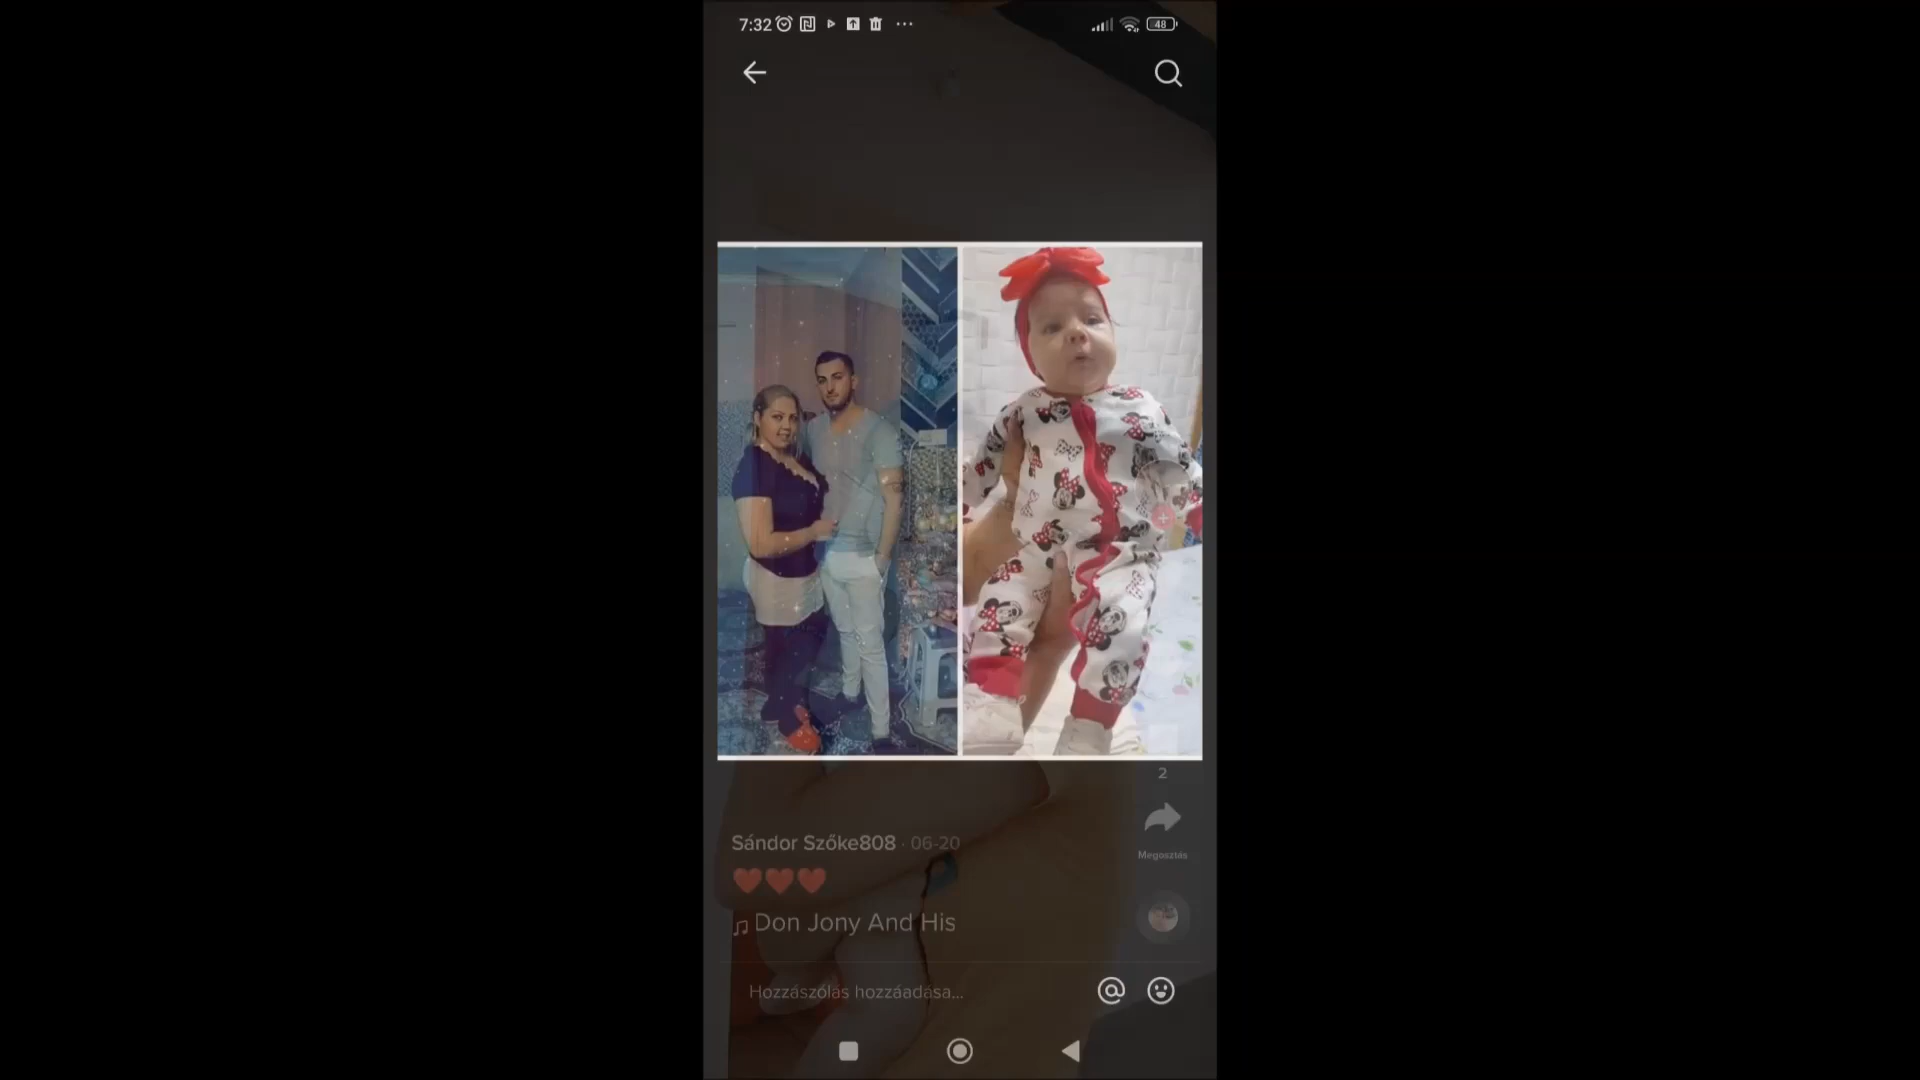 7:32
48
2
Megosztás
Sándor Szőke808 · 06-20
❤️❤️❤️
Don Jony And His
Hozzászólás hozzáadása...